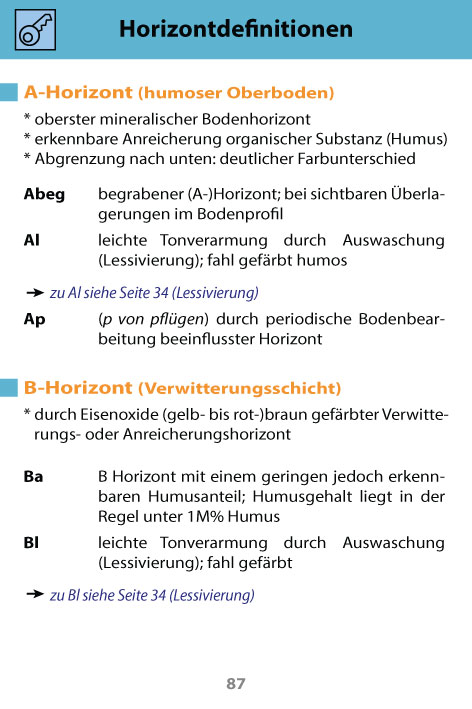 Horizontdefinitionen
A-Horizont (humoser Oberboden)
* oberster mineralischer Bodenhorizont
* erkennbare Anreicherung organischer Substanz (Humus)
* Abgrenzung nach unten: deutlicher Farbunterschied
Abeg begrabener (A-)Horizont; bei sichtbaren Überla-
gerungen im Bodenprofil
Al leichte Tonverarmung durch Auswaschung
(Lessivierung); fahl gefärbt humos
➔ zu Al siehe Seite 34 (Lessivierung)
Ap (p von pflügen) durch periodische Bodenbear-
beitung beeinflusster Horizont
B-Horizont (Verwitterungsschicht)
* durch Eisenoxide (gelb- bis rot-)braun gefärbter Verwitte-
rungs- oder Anreicherungshorizont
Ba B Horizont mit einem geringen jedoch erkenn-
baren Humusanteil; Humusgehalt liegt in der
Regel unter 1M% Humus
Bl leichte Tonverarmung durch Auswaschung
(Lessivierung); fahl gefärbt
➔ zu Bl siehe Seite 34 (Lessivierung)
87